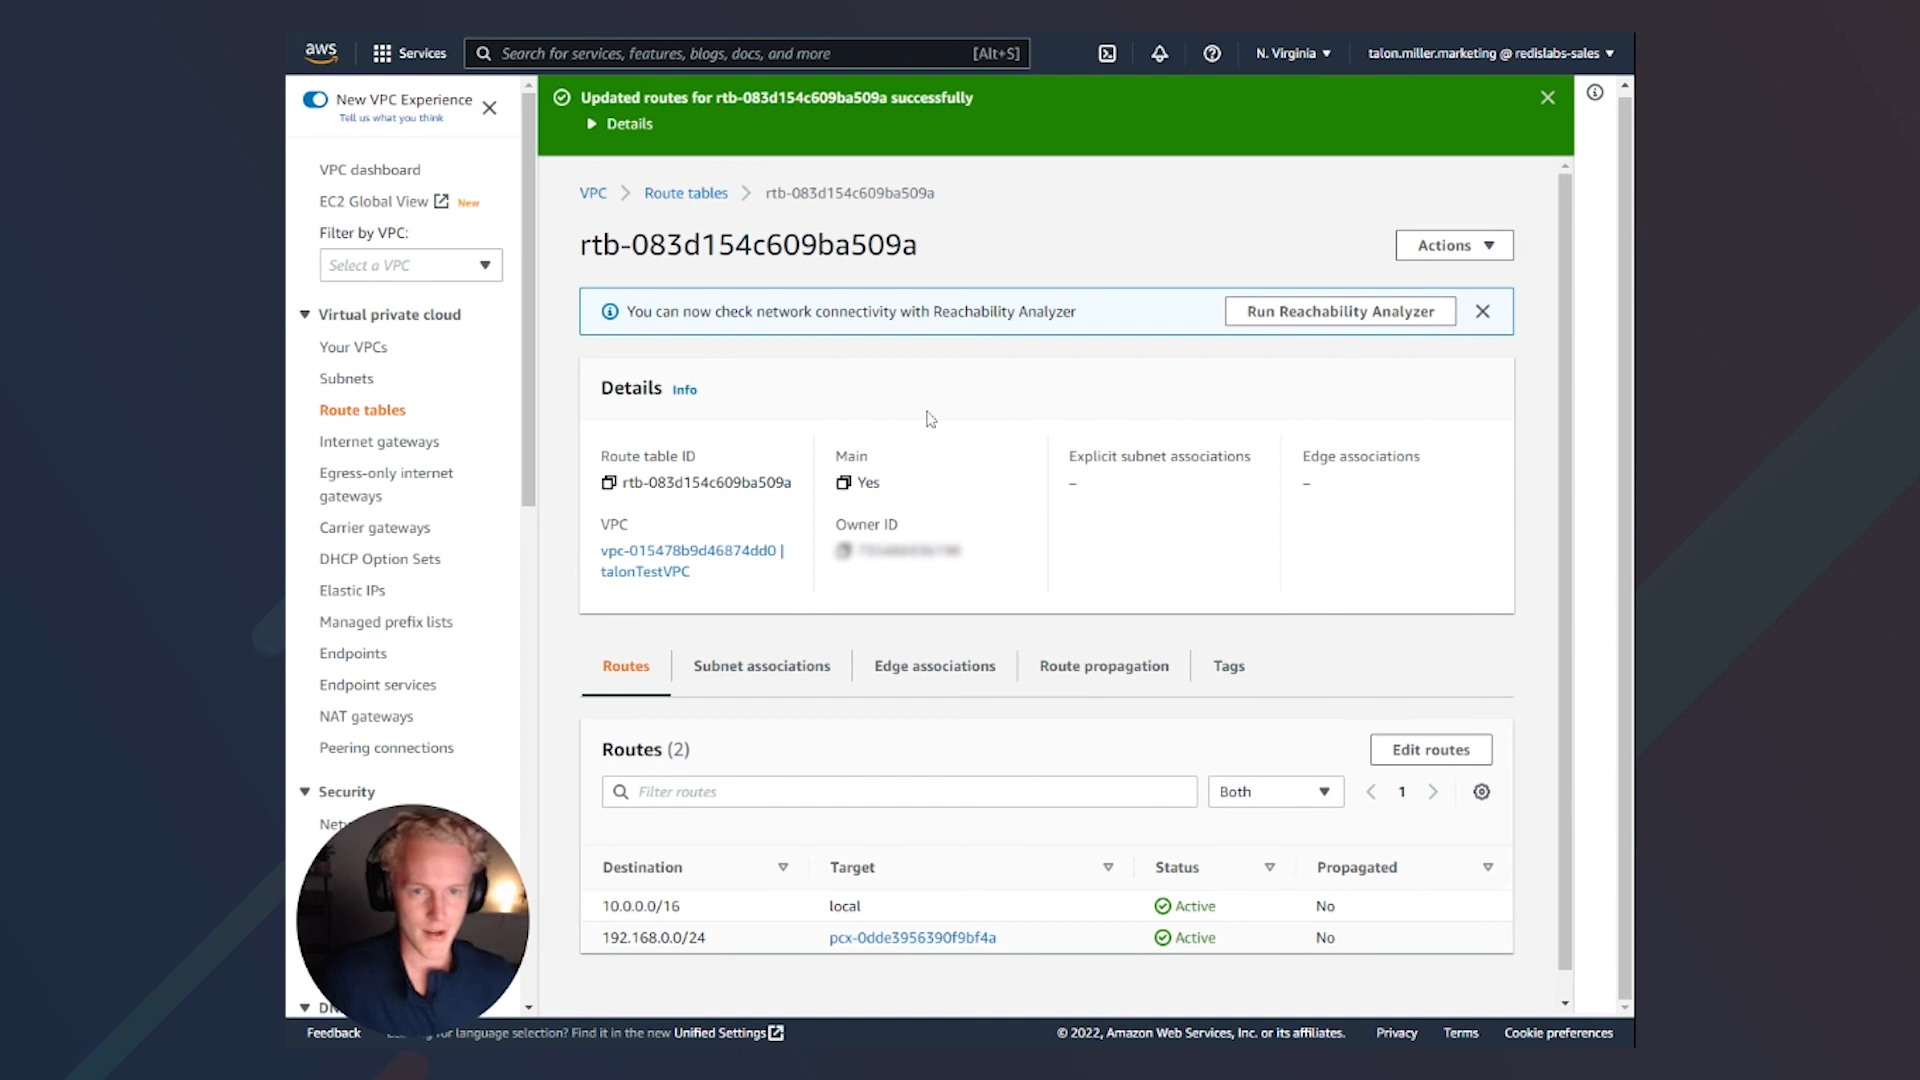 aws
Services
Search for services, features, blogs, docs, and more
[Alt+S]
N. Virginia
talon.miller.marketing @ redislabs-sales
New VPC Experience
Tell us what you think
VPC dashboard
EC2 Global View
New
Filter by VPC:
Select a VPC
Virtual private cloud
Your VPCs
Subnets
Route tables
Internet gateways
Egress-only internet
gateways
Carrier gateways
DHCP Option Sets
Elastic IPs
Managed prefix lists
Endpoints
Endpoint services
NAT gateways
Peering connections
Security
Updated routes for rtb-083d154c609ba509a successfully
Details
VPC
Route tables
rtb-083d154c609ba509a
rtb-083d154c609ba509a
Actions
You can now check network connectivity with Reachability Analyzer
Run Reachability Analyzer
Details
Info
Route table ID
rtb-083d154c609ba509a
Main
Yes
Explicit subnet associations
–
Edge associations
–
VPC
vpc-015478b9d46874dd0 |
talonTestVPC
Owner ID
Routes
Subnet associations
Edge associations
Route propagation
Tags
Routes (2)
Edit routes
Filter routes
Both
1
Destination
Target
Status
Propagated
10.0.0.0/16
local
Active
No
192.168.0.0/24
pcx-0dde3956390f9bf4a
Active
No
Feedback
for language selection? Find it in the new Unified Settings
© 2022, Amazon Web Services, Inc. or its affiliates.
Privacy
Terms
Cookie preferences